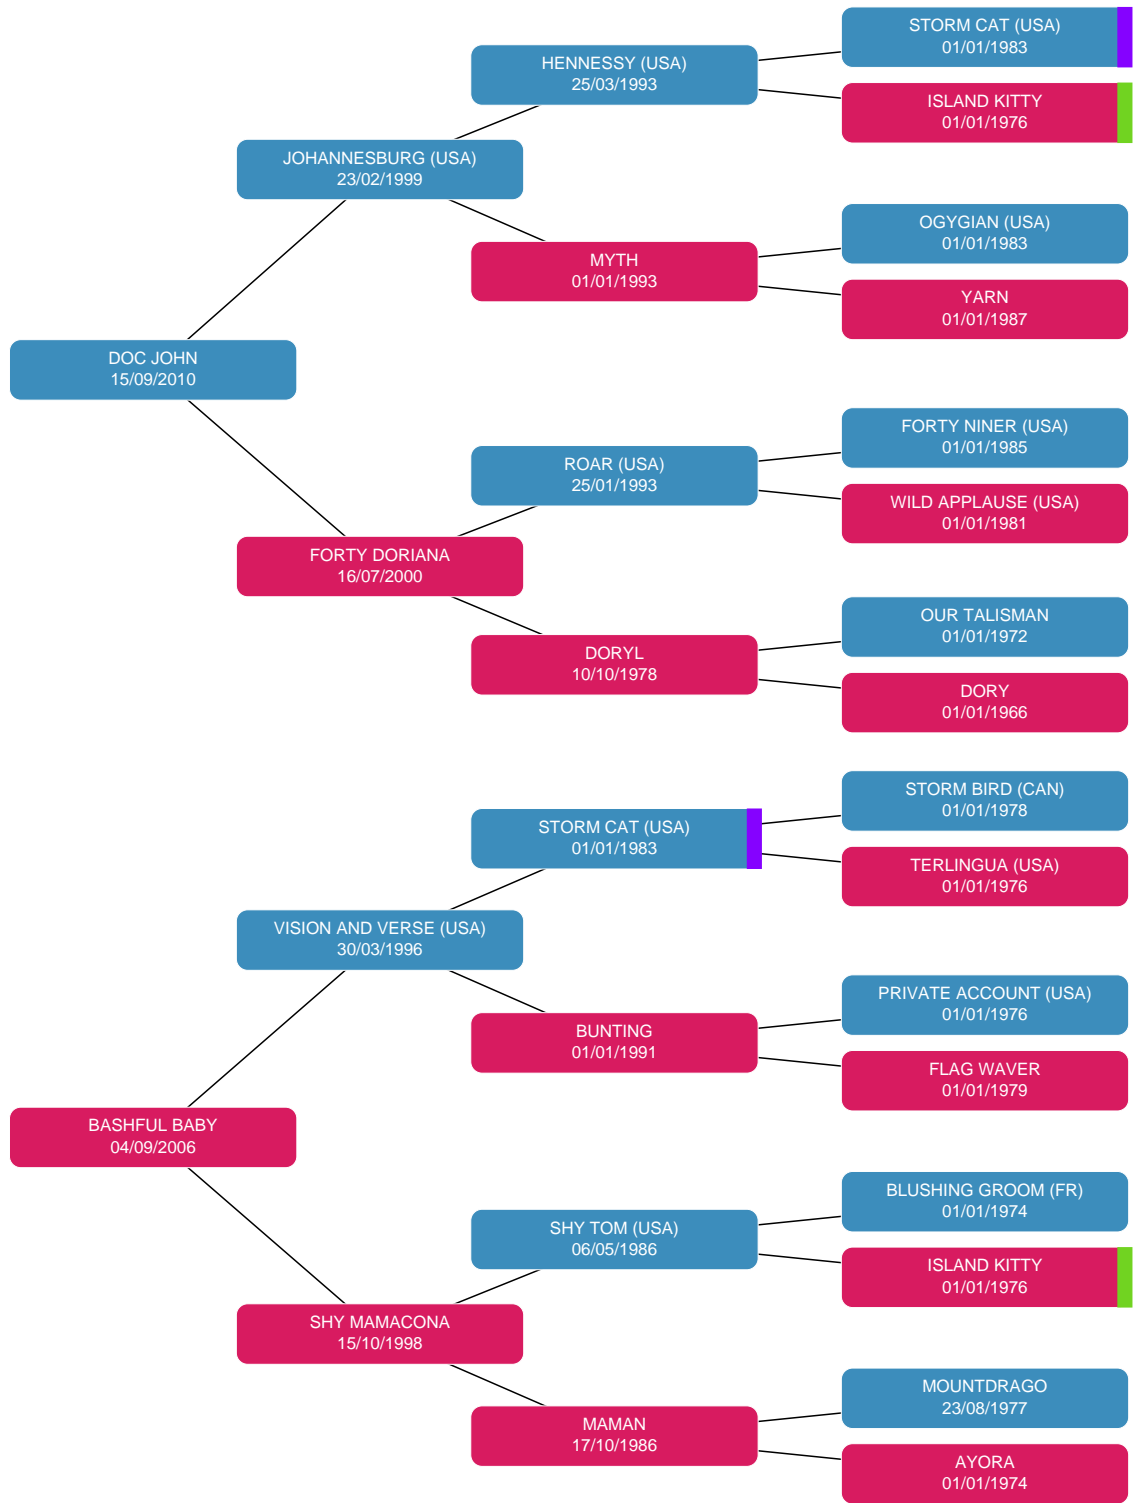 STORM CAT (USA)
01/01/1983
HENNESSY (USA)
25/03/1993
ISLAND KITTY
01/01/1976
JOHANNESBURG (USA)
23/02/1999
OGYGIAN (USA)
01/01/1983
MYTH
01/01/1993
YARN
01/01/1987
DOC JOHN
15/09/2010
FORTY NINER (USA)
01/01/1985
ROAR (USA)
25/01/1993
WILD APPLAUSE (USA)
01/01/1981
FORTY DORIANA
16/07/2000
OUR TALISMAN
01/01/1972
DORYL
10/10/1978
DORY
01/01/1966
STORM BIRD (CAN)
01/01/1978
STORM CAT (USA)
01/01/1983
TERLINGUA (USA)
01/01/1976
VISION AND VERSE (USA)
30/03/1996
PRIVATE ACCOUNT (USA)
01/01/1976
BUNTING
01/01/1991
FLAG WAVER
01/01/1979
BASHFUL BABY
04/09/2006
BLUSHING GROOM (FR)
01/01/1974
SHY TOM (USA)
06/05/1986
ISLAND KITTY
01/01/1976
SHY MAMACONA
15/10/1998
MOUNTDRAGO
23/08/1977
MAMAN
17/10/1986
AYORA
01/01/1974